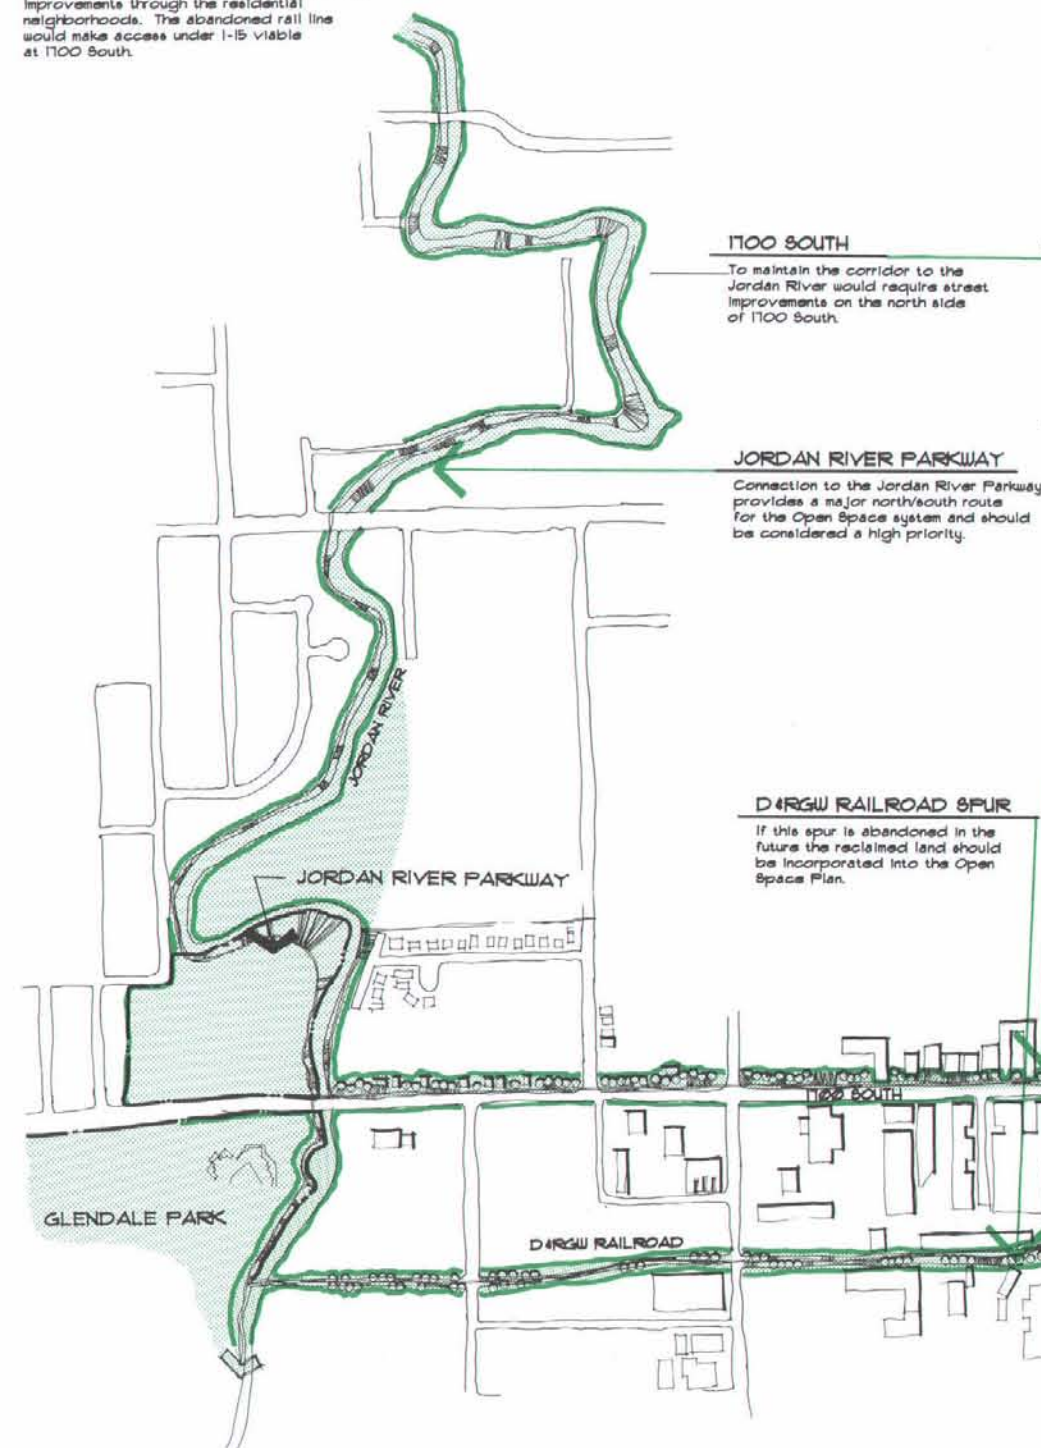 improvements through the residential
neighborhoods. The abandoned rail line
would make access under I-15 viable
at 1700 South.
1700 SOUTH
To maintain the corridor to the
Jordan River would require street
improvements on the north side
of 1700 South.
JORDAN RIVER PARKWAY
Connection to the Jordan River Parkway
provides a major north/south route
for the Open Space system and should
be considered a high priority.
JORDAN RIVER
D&RGW RAILROAD SPUR
If this spur is abandoned in the
future the reclaimed land should
be incorporated into the Open
Space Plan.
JORDAN RIVER PARKWAY
1700 SOUTH
GLENDALE PARK
D&RGW RAILROAD